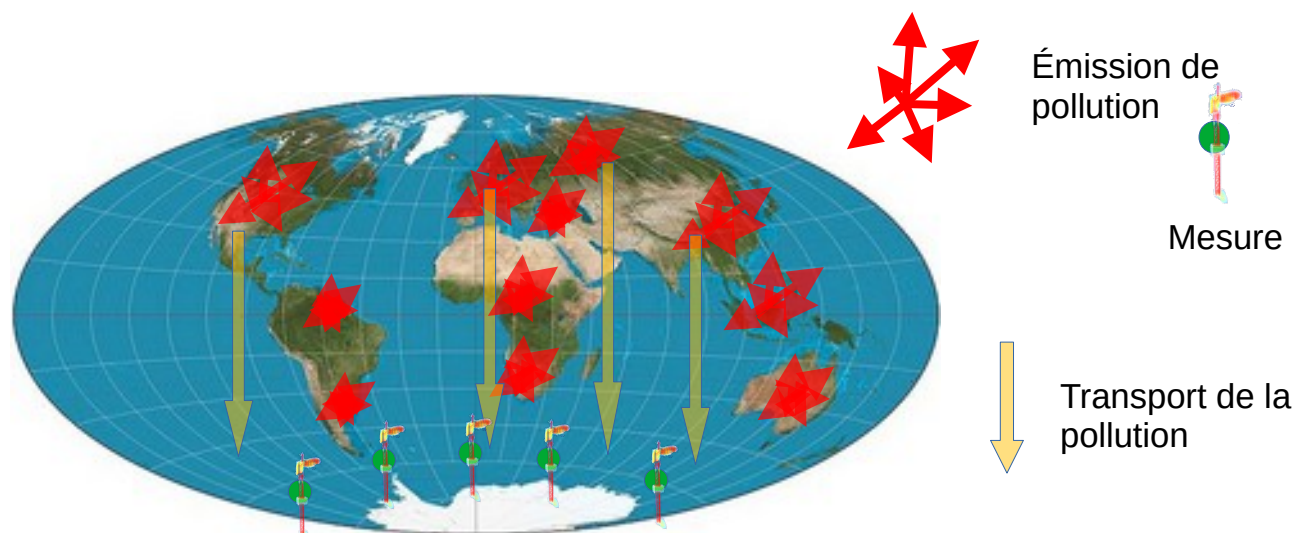 Émission de
pollution
Mesure
Transport de la
pollution